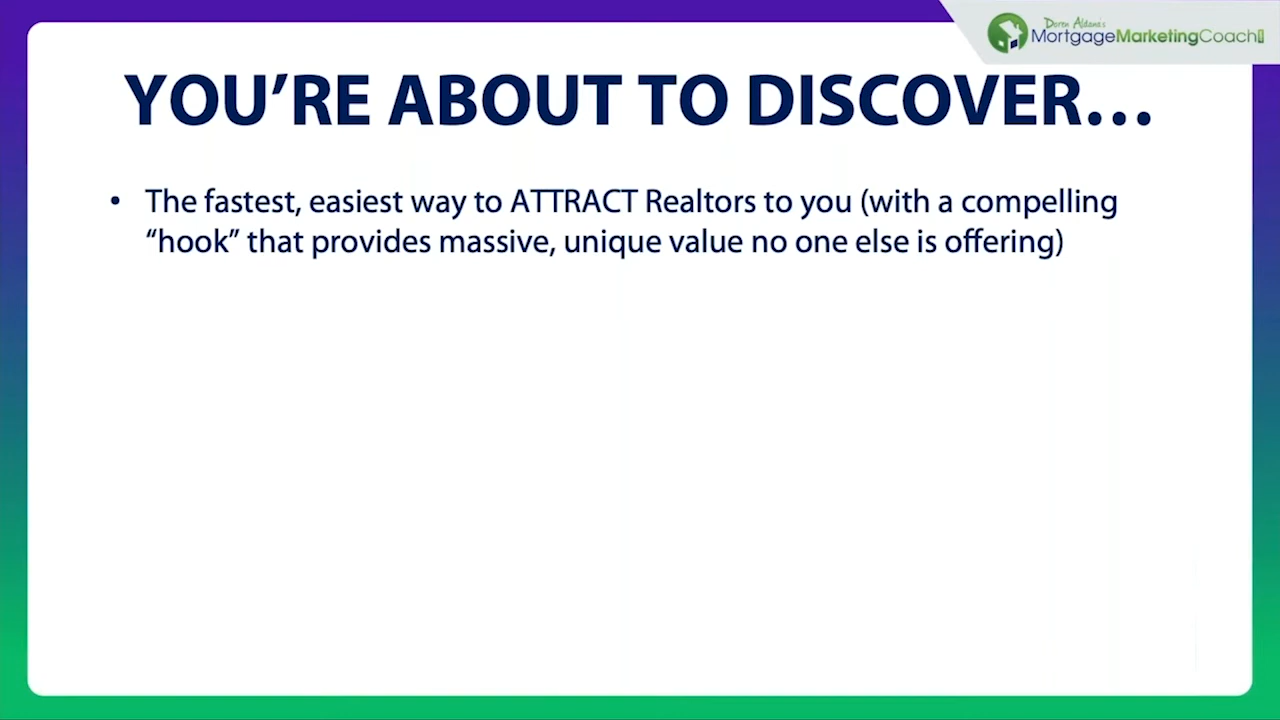 Doren Aldana's
MortgageMarketingCoach
YOU’RE ABOUT TO DISCOVER…
• The fastest, easiest way to ATTRACT Realtors to you (with a compelling
“hook” that provides massive, unique value no one else is offering)